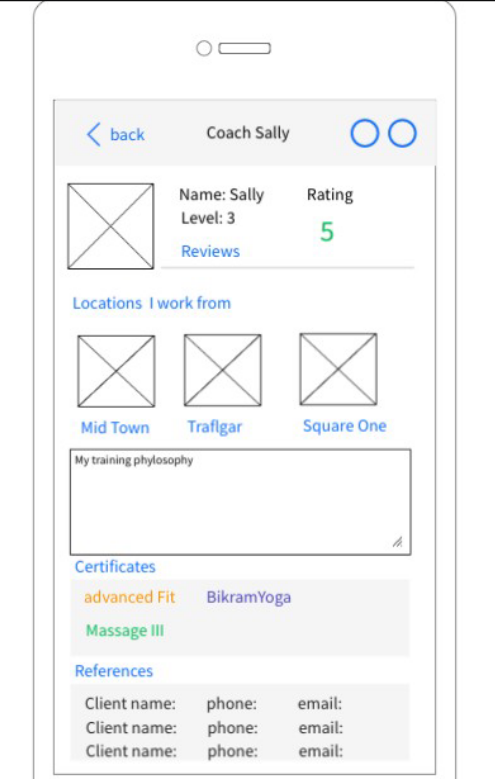 back Coach Sally
Name: Sally Rating
Level: 3
5
Reviews
Locations I work from
Mid Town Traflgar Square One
My training phylosophy
Certificates
advanced Fit BikramYoga
Massage III
References
Client name: phone: email:
Client name: phone: email:
Client name: phone: email: